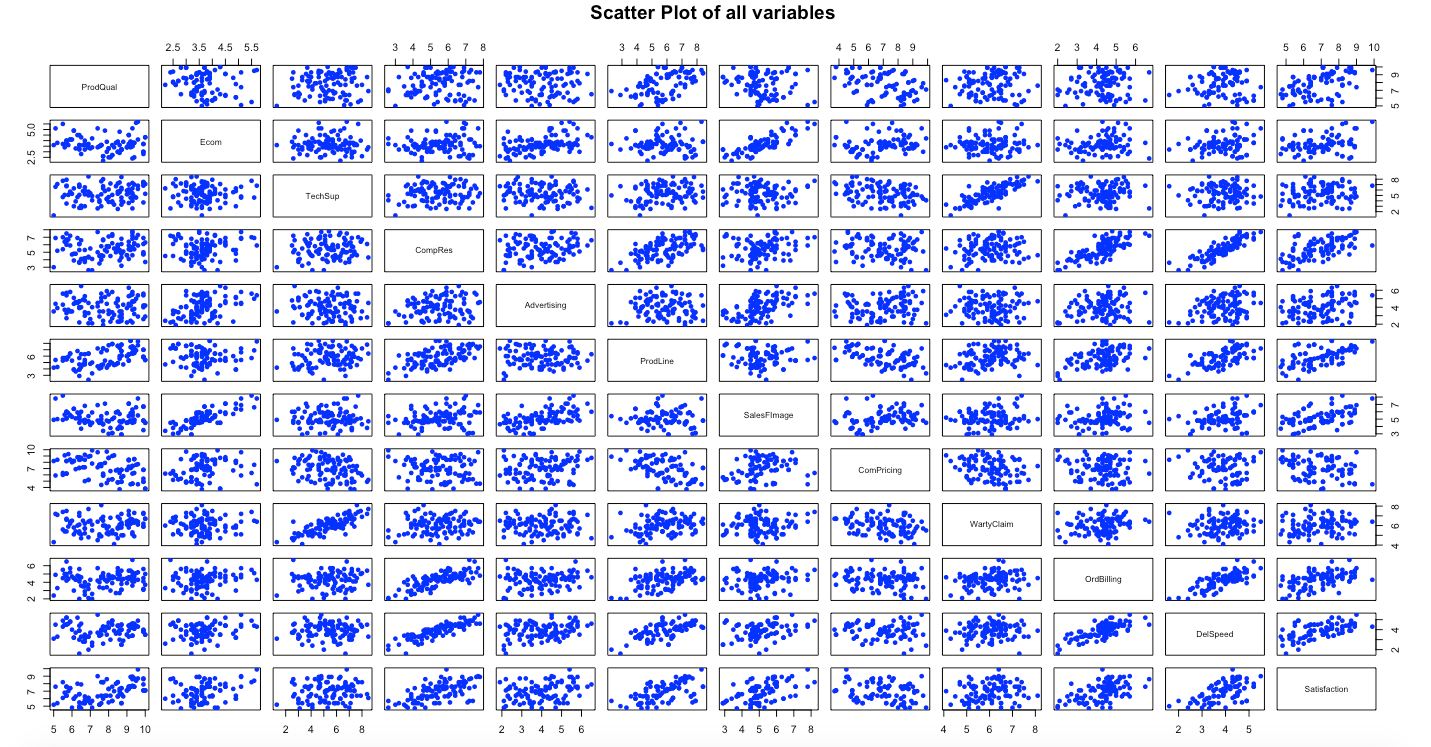 Scatter Plot of all variables
2.5 3.5 4.5 5.5
3 4 5 6 7 8
3 4 5 6 7 8
4 5 6 7 8 9
2 3 4 5 6
5 6 7 8 9 10
ProdQual
5 7 9
2.5 5.0
Ecom
TechSup
2 5 8
3 5 7
CompRes
Advertising
2 4 6
3 6
ProdLine
SalesFImage
3 5 7
4 7 10
ComPricing
WartyClaim
4 6 8
2 4 6
OrdBilling
DelSpeed
2 4
5 7 9
Satisfaction
5 6 7 8 9 10
2 4 6 8
2 3 4 5 6
3 4 5 6 7 8
4 5 6 7 8
2 3 4 5